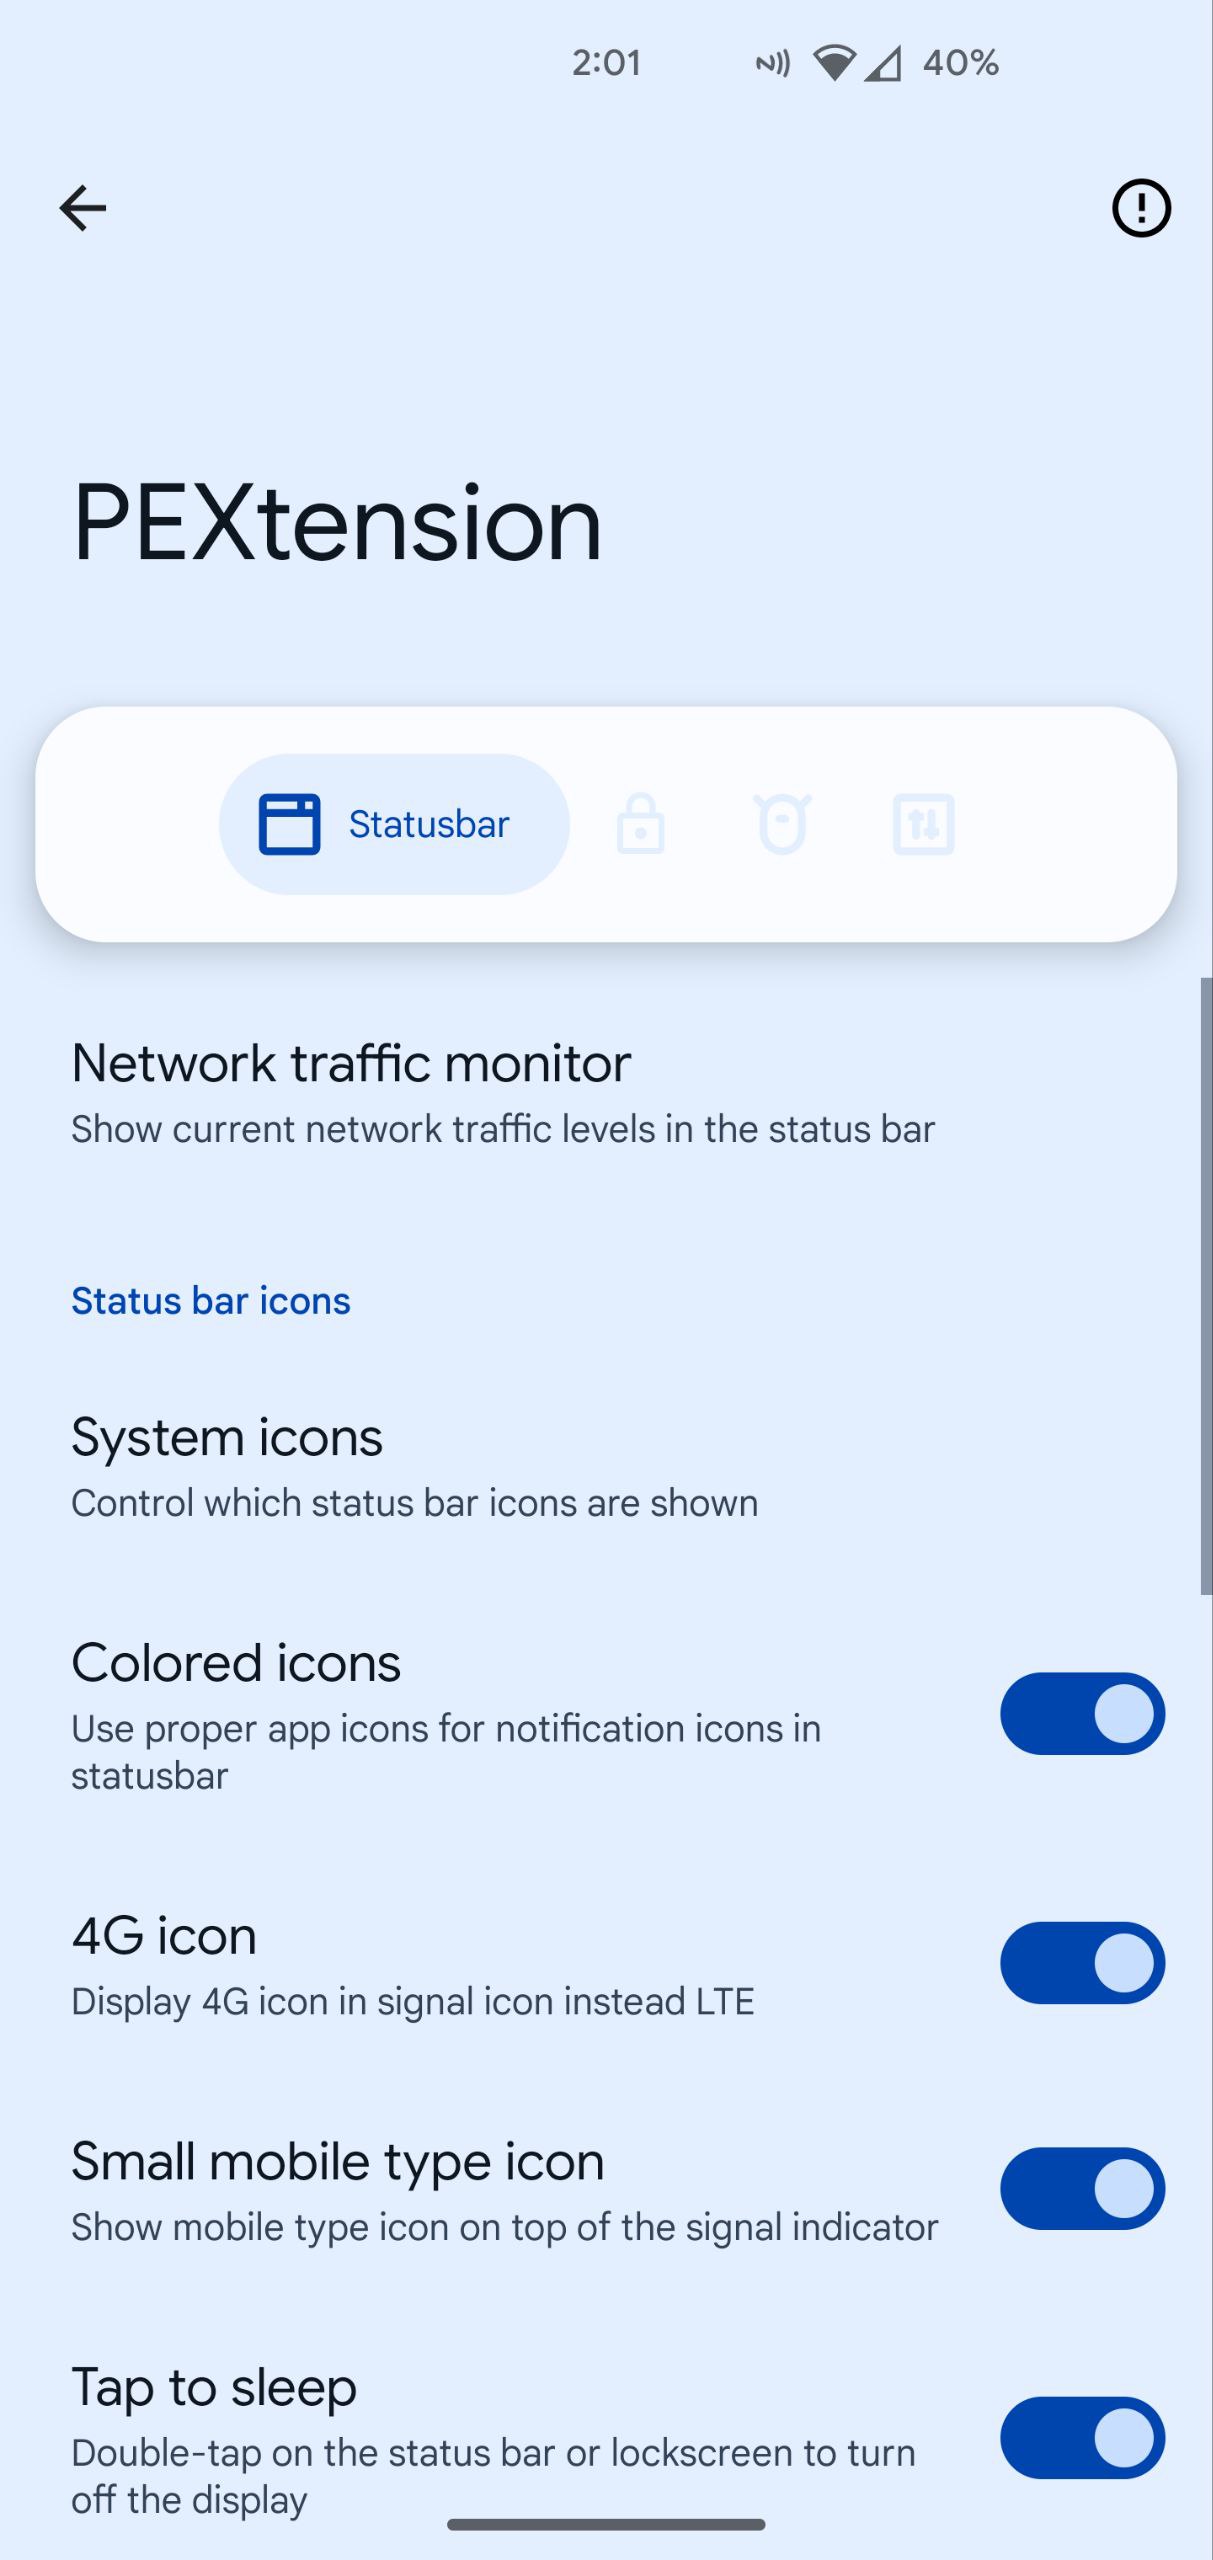 2:01 40%
PEXtension
Statusbar
Network traffic monitor
Show current network traffic levels in the status bar
Status bar icons
System icons
Control which status bar icons are shown
Colored icons
Use proper app icons for notification icons in
statusbar
4G icon
Display 4G icon in signal icon instead LTE
Small mobile type icon
Show mobile type icon on top of the signal indicator
Tap to sleep
Double-tap on the status bar or lockscreen to turn
off the display